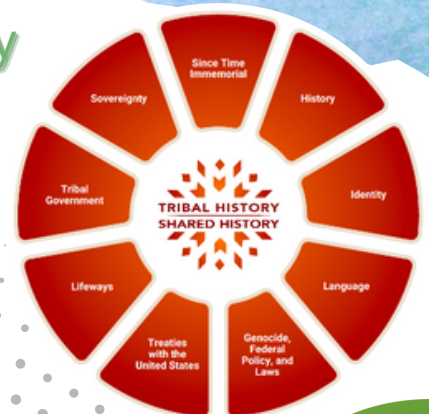 y
Since Time
Immemorial
History
Identity
Language
Genocide,
Federal
Policy, and
Laws
Treaties
with the
United States
Lifeways
Tribal
Government
Sovereignty
TRIBAL HISTORY
SHARED HISTORY